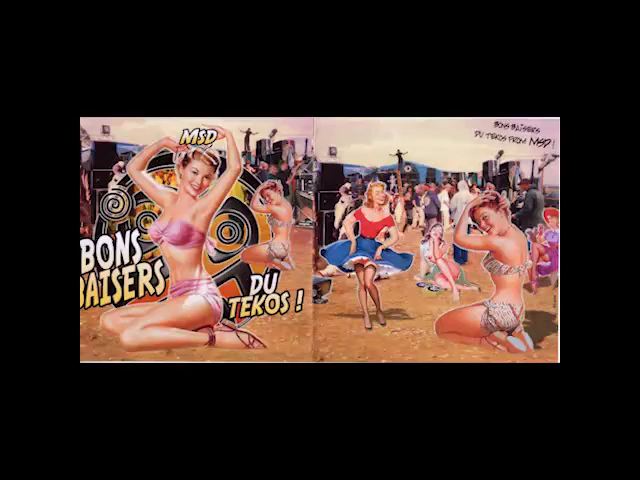 MSD
BONS
BAISERS
DU
TEKOS !
BONS BAISERS
DU TEKOS FROM MSD !